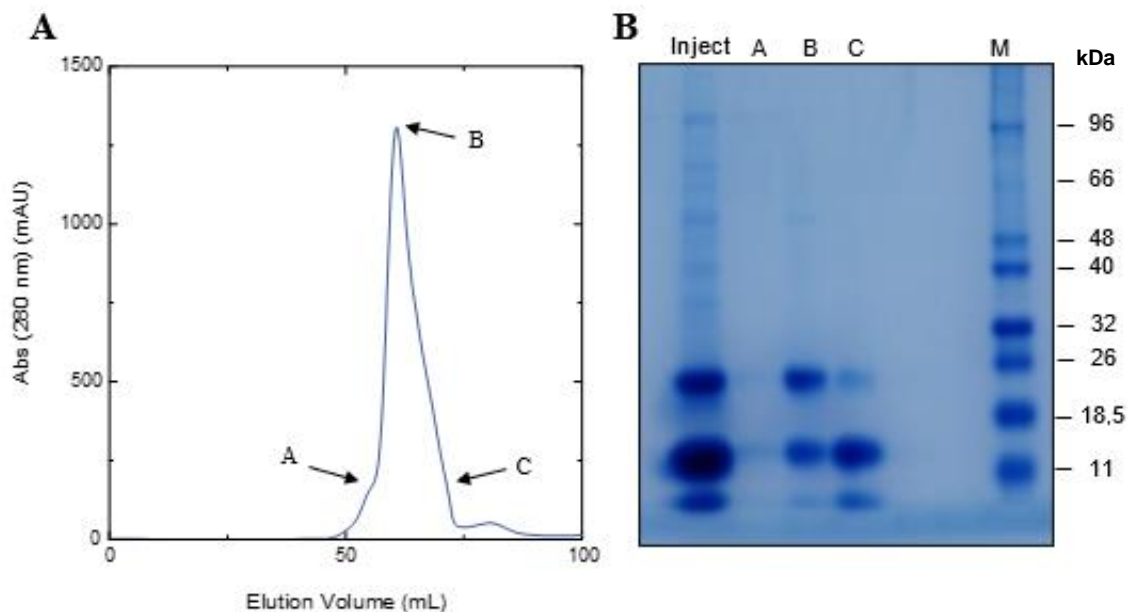 A
1500
1000
500
0
0
50
100
Abs (280 nm) (mAU)
Elution Volume (mL)
A
B
C
B
Inject A B C M
kDa
96
66
48
40
32
26
18,5
11